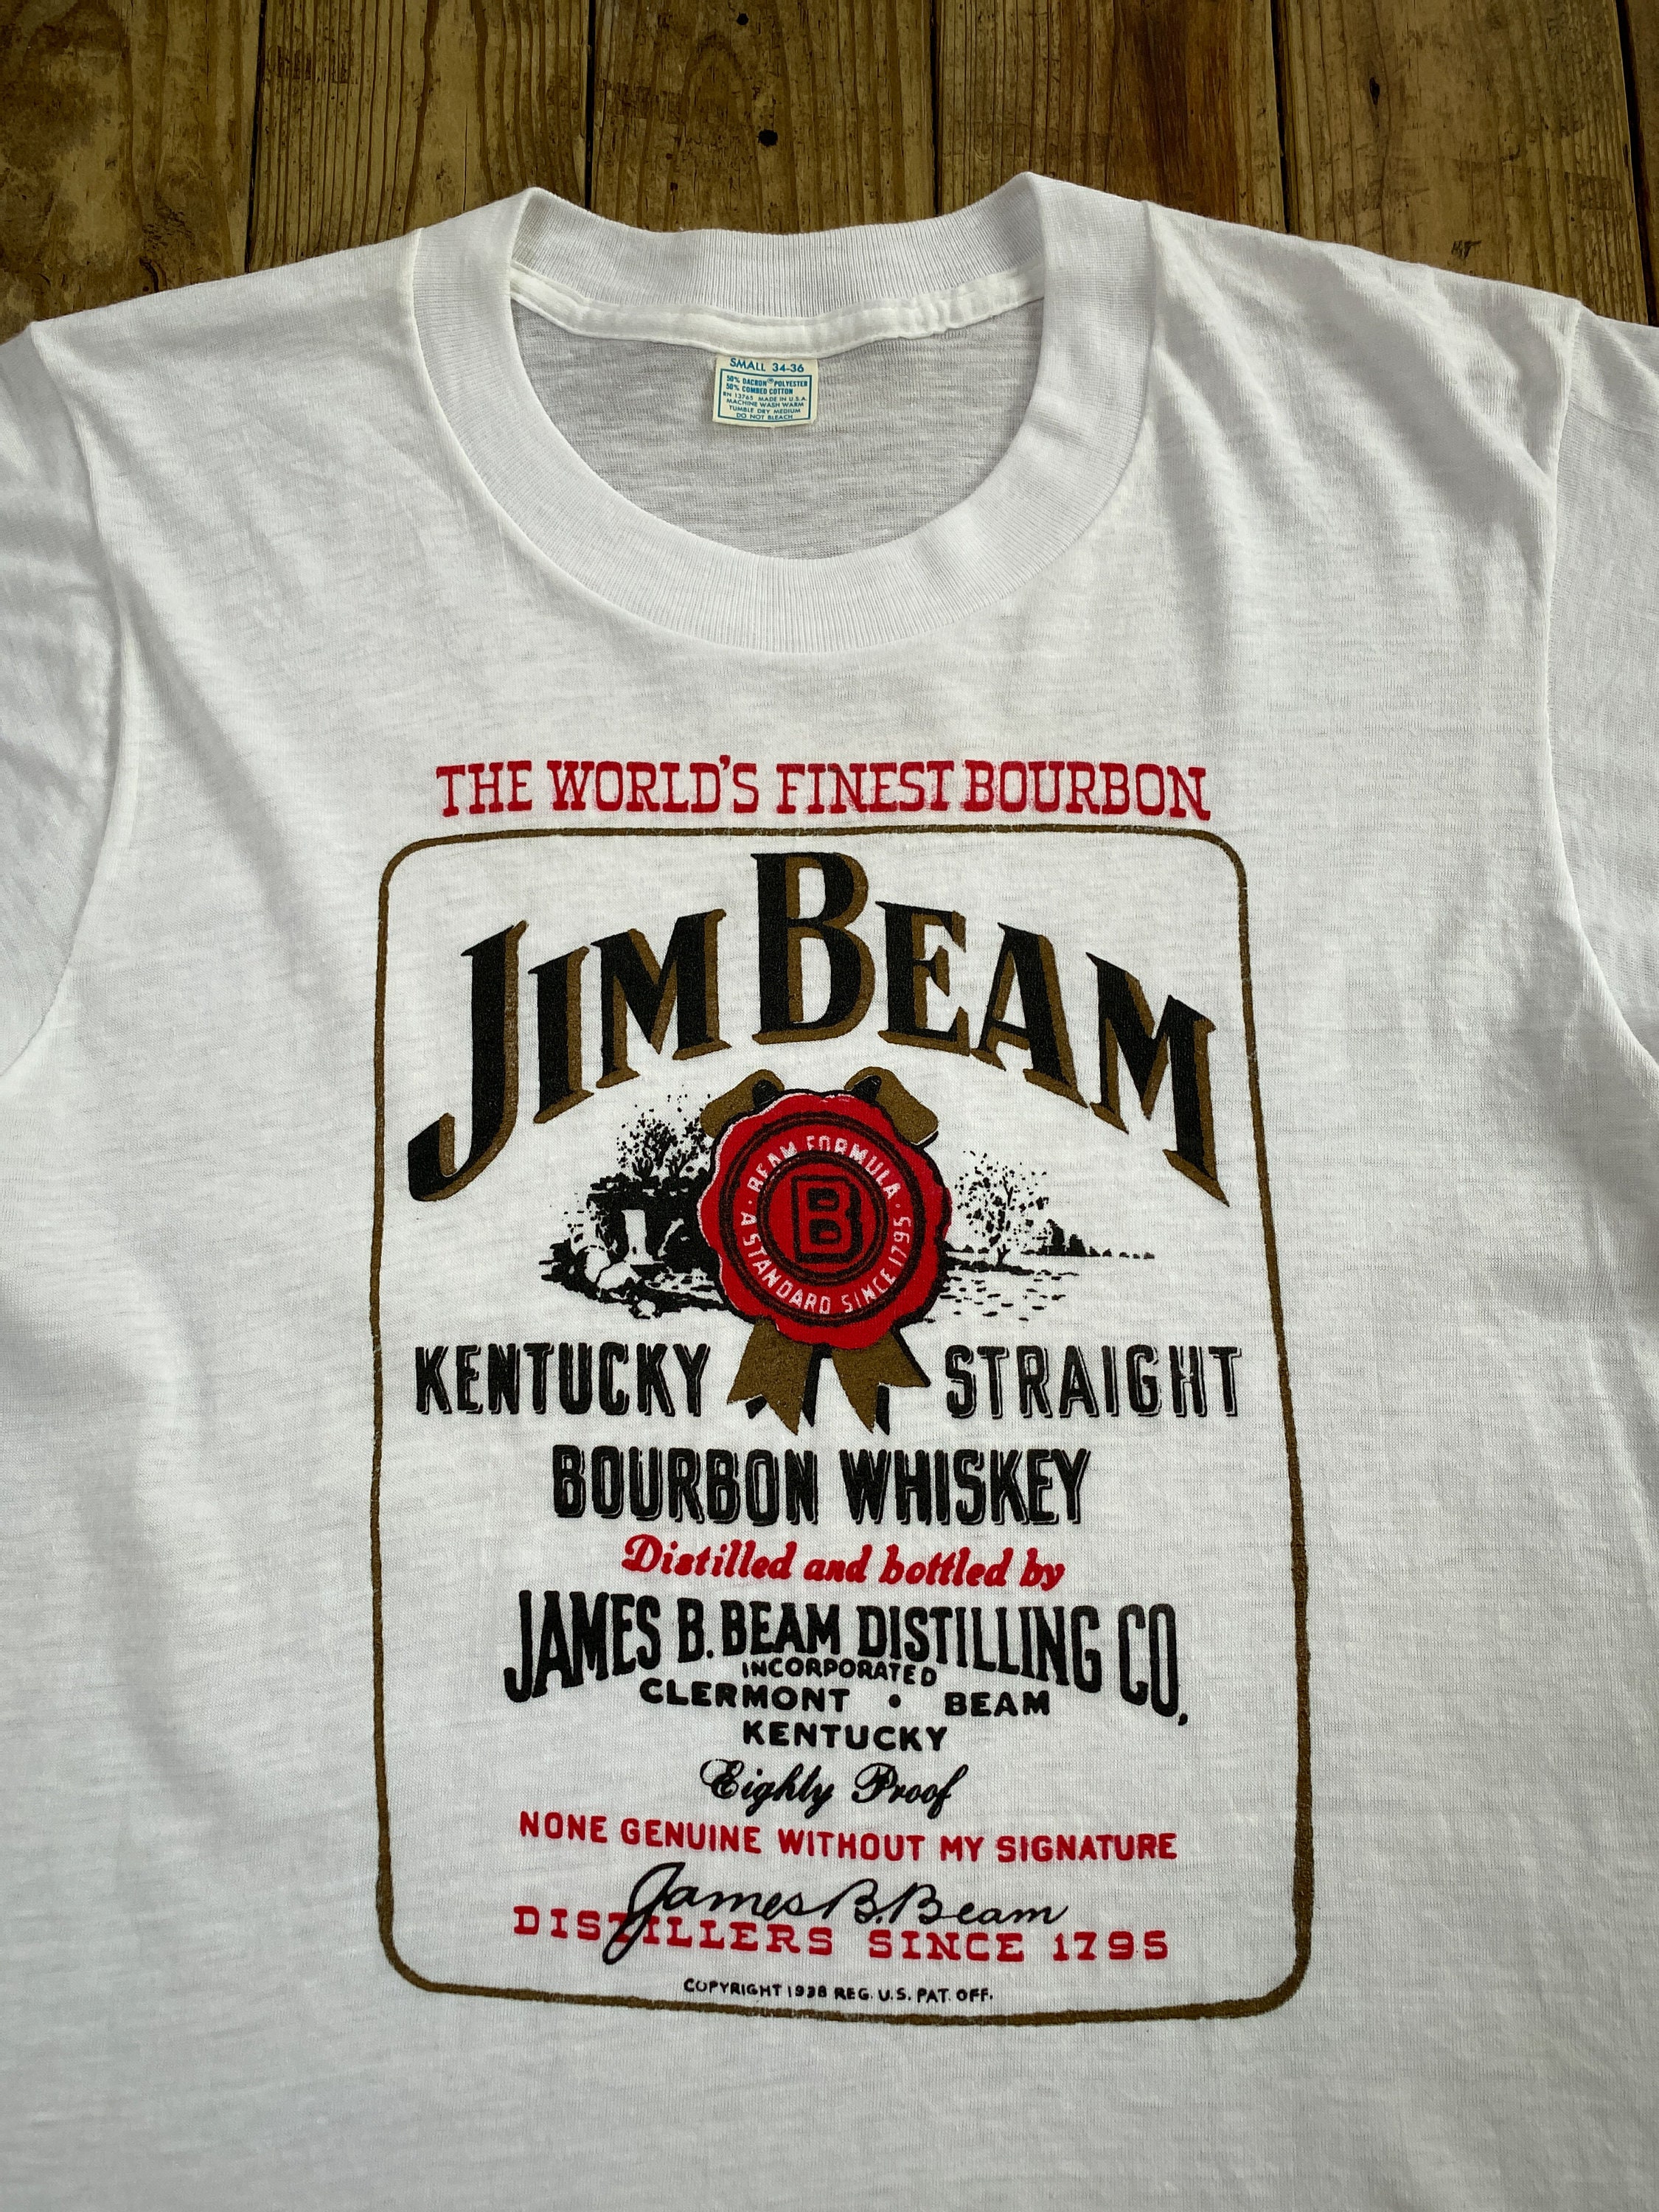 SMALL 34-36
50% DACRON® POLYESTER
50% COMBED COTTON
RN 13765 MADE IN U.S.A.
MACHINE WASH WARM
TUMBLE DRY MEDIUM
DO NOT BLEACH
THE WORLD'S FINEST BOURBON
JIM BEAM
· BEAM FORMULA ·
B
A STANDARD SINCE 1795
KENTUCKY STRAIGHT
BOURBON WHISKEY
Distilled and bottled by
JAMES B. BEAM DISTILLING CO.,
INCORPORATED
CLERMONT • BEAM
KENTUCKY
Eighty Proof
NONE GENUINE WITHOUT MY SIGNATURE
James B. Beam
DISTILLERS SINCE 1795
COPYRIGHT 1938 REG. U.S. PAT. OFF.